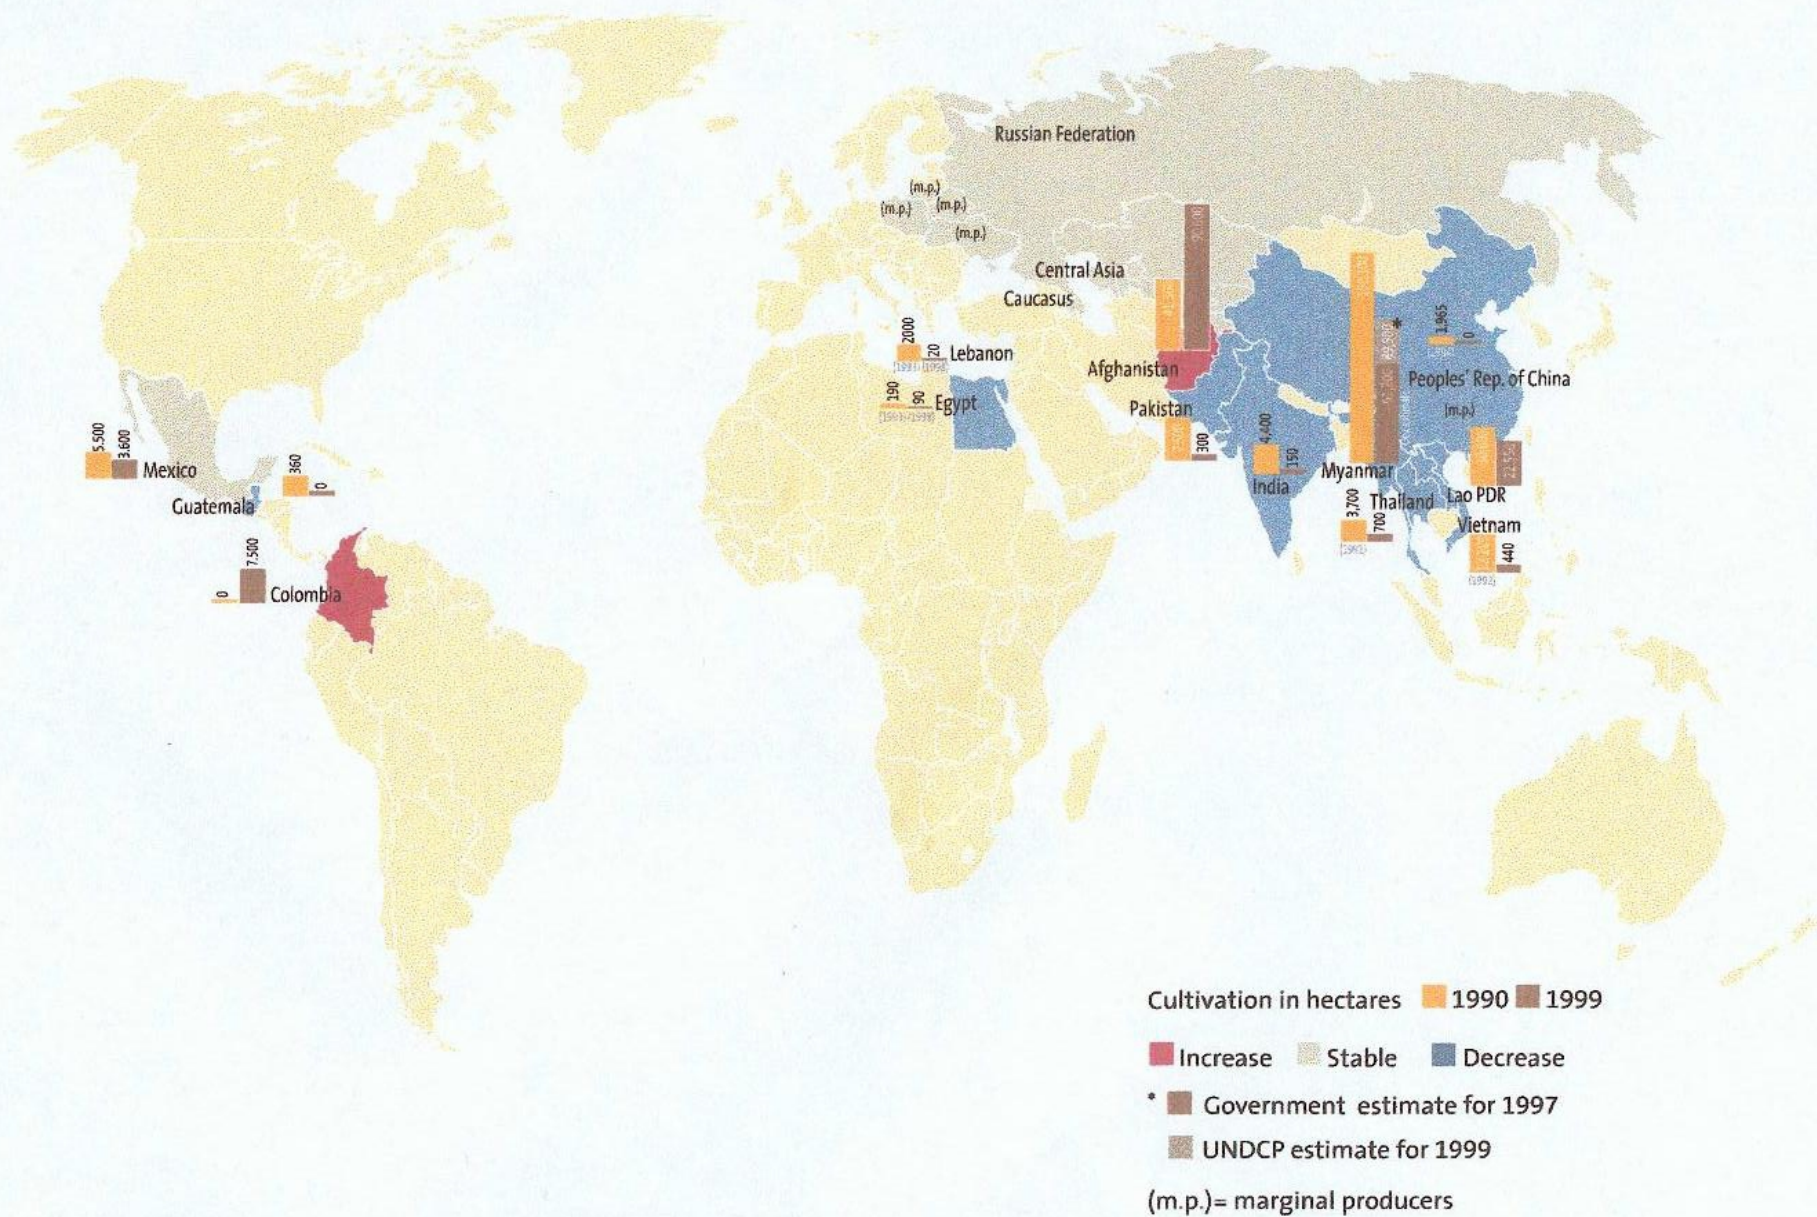 Russian Federation
(m.p.)
(m.p.)
(m.p.)
(m.p.)
Central Asia
Caucasus
2000
20
Lebanon
190
90
Egypt
Afghanistan
Pakistan
300
4,400
150
India
Myanmar
*
1,965
0
Peoples' Rep. of China
(m.p.)
3,700
700
Thailand
Lao PDR
22,550
Vietnam
440
(1992)
5,500
3,600
Mexico
360
0
Guatemala
0
7,500
Colombia
Cultivation in hectares 1990 1999
Increase Stable Decrease
* Government estimate for 1997
UNDCP estimate for 1999
(m.p.)= marginal producers